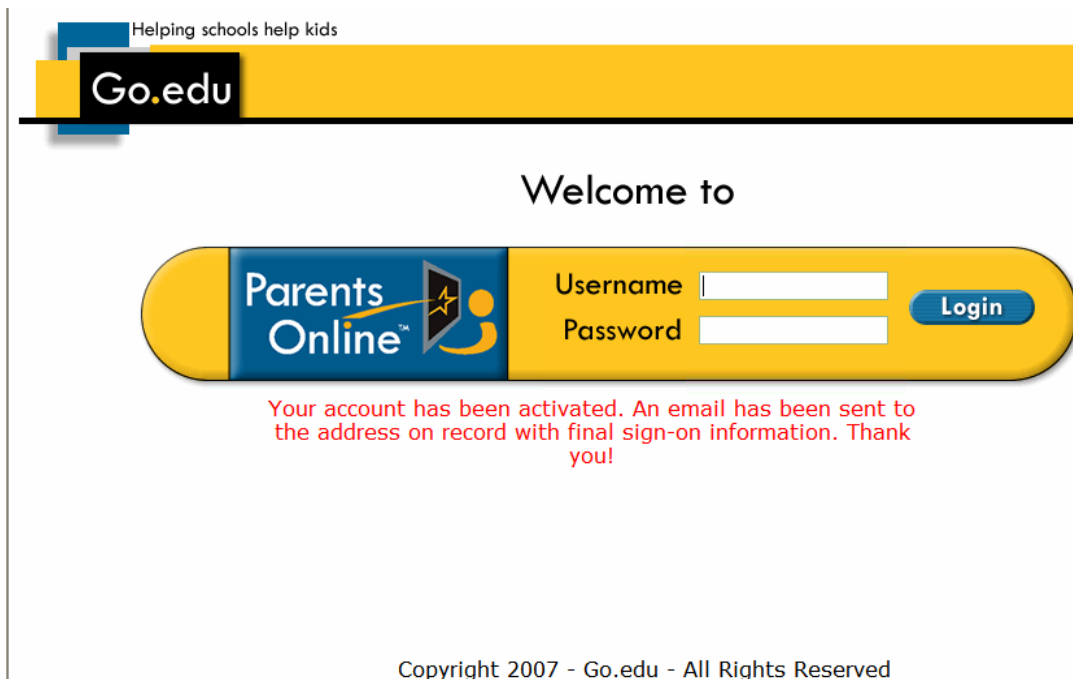 Helping schools help kids
Go.edu
Welcome to
Parents
Online™
Username
Password
Login
Your account has been activated. An email has been sent to
the address on record with final sign-on information. Thank
you!
Copyright 2007 - Go.edu - All Rights Reserved